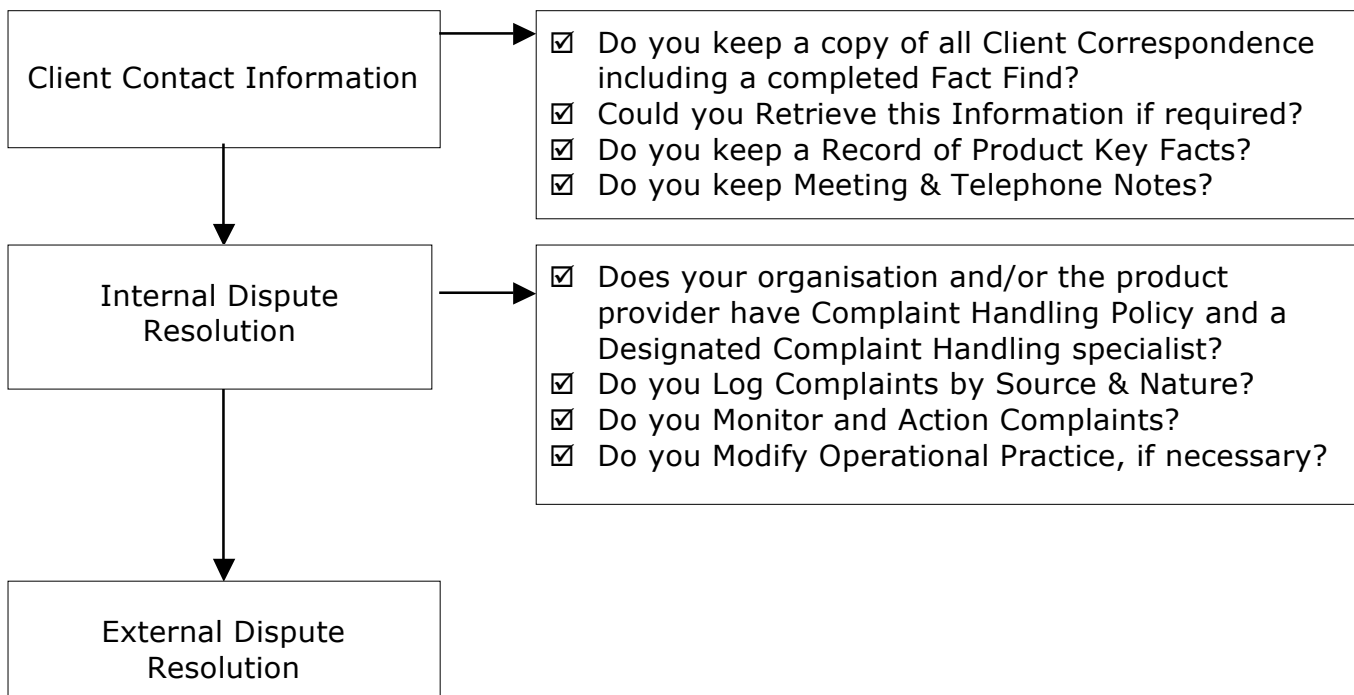 Client Contact Information
☑ Do you keep a copy of all Client Correspondence
including a completed Fact Find?
☑ Could you Retrieve this Information if required?
☑ Do you keep a Record of Product Key Facts?
☑ Do you keep Meeting & Telephone Notes?
Internal Dispute
Resolution
☑ Does your organisation and/or the product
provider have Complaint Handling Policy and a
Designated Complaint Handling specialist?
☑ Do you Log Complaints by Source & Nature?
☑ Do you Monitor and Action Complaints?
☑ Do you Modify Operational Practice, if necessary?
External Dispute
Resolution